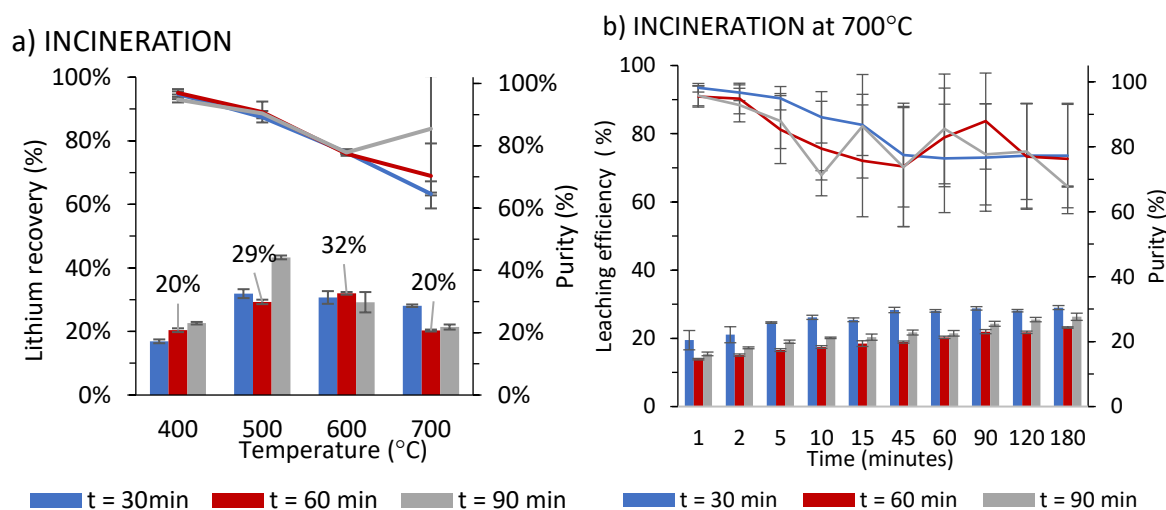 a) INCINERATION
100%
80%
60%
40%
20%
0%
Lithium recovery (%)
100%
80%
60%
40%
20%
0%
Purity (%)
20%
29%
32%
20%
400 500 600 700
Temperature (°C)
t = 30min t = 60 min t = 90 min
b) INCINERATION at 700°C
100
80
60
40
20
0
Leaching efficiency ( %)
100
80
60
40
20
0
Purity (%)
1 2 5 10 15 45 60 90 120 180
Time (minutes)
t = 30 min t = 60 min t = 90 min